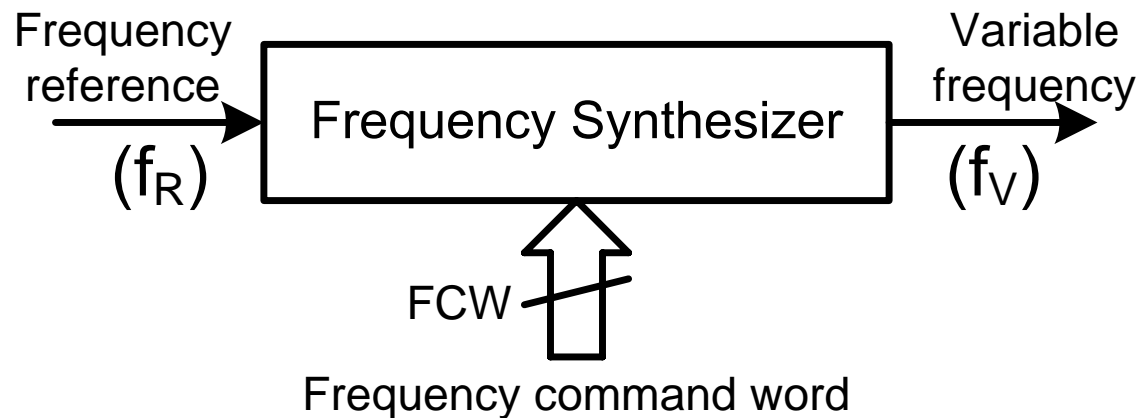 Frequency
reference
(fR)
Frequency Synthesizer
Variable
frequency
(fV)
FCW
Frequency command word